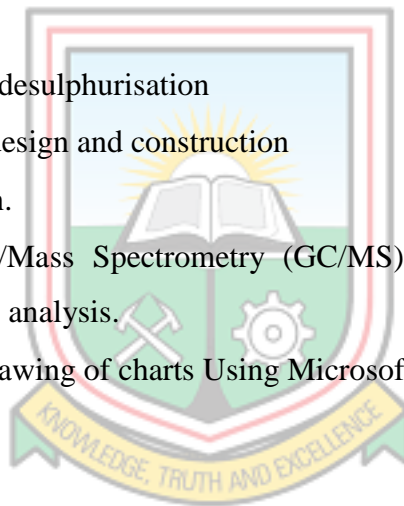 desulphurisation
design and construction
n.
/Mass Spectrometry (GC/MS)
analysis.
awing of charts Using Microsof
KNOWLEDGE, TRUTH AND EXCELLENCE